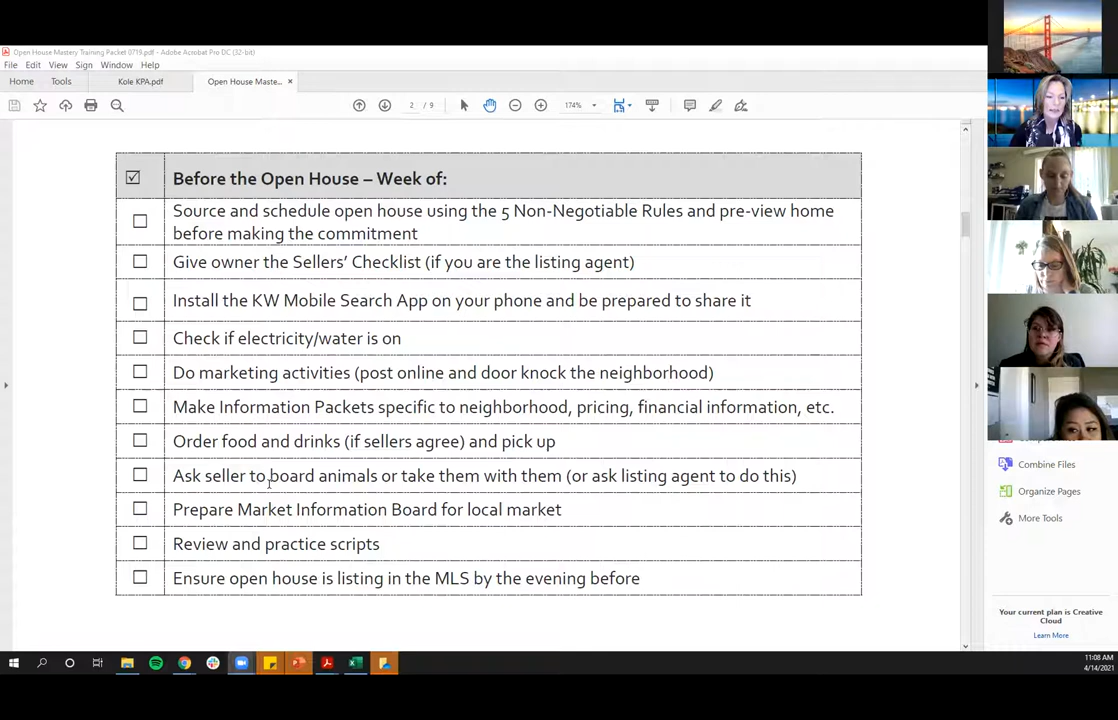 Open House Mastery Training Packet 0719.pdf - Adobe Acrobat Pro DC (32-bit)
File Edit View Sign Window Help
Home Tools Kole KPA.pdf Open House Maste... ×
2 / 9 174%
☑ Before the Open House – Week of:
☐ Source and schedule open house using the 5 Non-Negotiable Rules and pre-view home
before making the commitment
☐ Give owner the Sellers' Checklist (if you are the listing agent)
☐ Install the KW Mobile Search App on your phone and be prepared to share it
☐ Check if electricity/water is on
☐ Do marketing activities (post online and door knock the neighborhood)
☐ Make Information Packets specific to neighborhood, pricing, financial information, etc.
☐ Order food and drinks (if sellers agree) and pick up
☐ Ask seller to board animals or take them with them (or ask listing agent to do this)
☐ Prepare Market Information Board for local market
☐ Review and practice scripts
☐ Ensure open house is listing in the MLS by the evening before
Combine Files
Organize Pages
More Tools
Your current plan is Creative
Cloud
Learn More
11:08 AM
4/14/2021